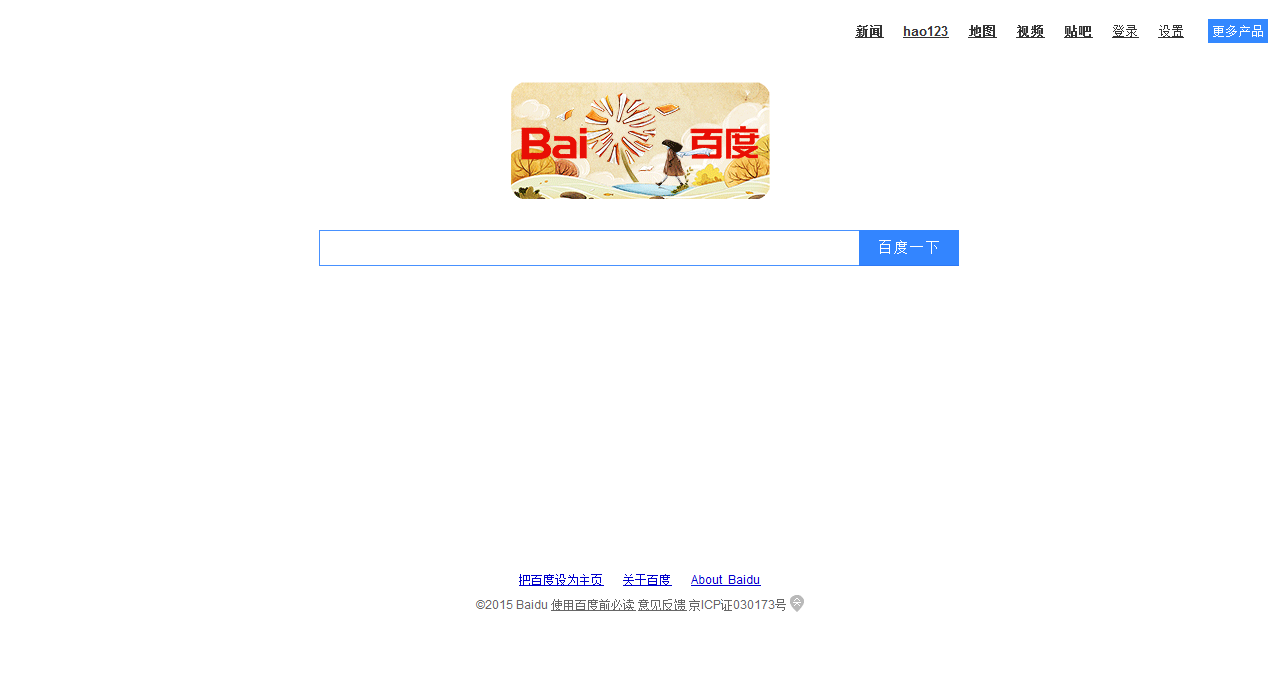 新闻 hao123 地图 视频 贴吧 登录 设置 更多产品
Bai 百度
百度一下
把百度设为主页 关于百度 About Baidu
©2015 Baidu 使用百度前必读 意见反馈 京ICP证030173号